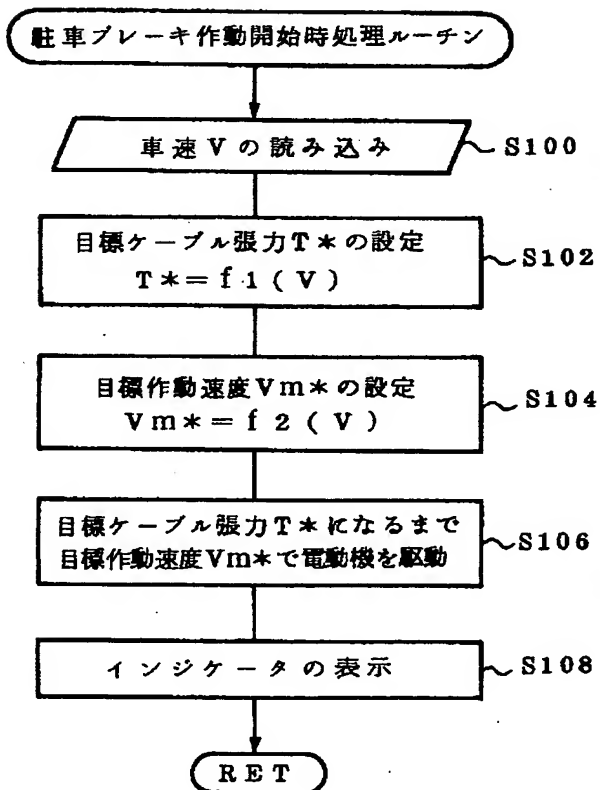 駐車ブレーキ作動開始時処理ルーチン
車速Vの読み込み
S100
目標ケーブル張力T*の設定
T*=f1(V)
S102
目標作動速度Vm*の設定
Vm*=f2(V)
S104
目標ケーブル張力T*になるまで
目標作動速度Vm*で電動機を駆動
S106
インジケータの表示
S108
RET